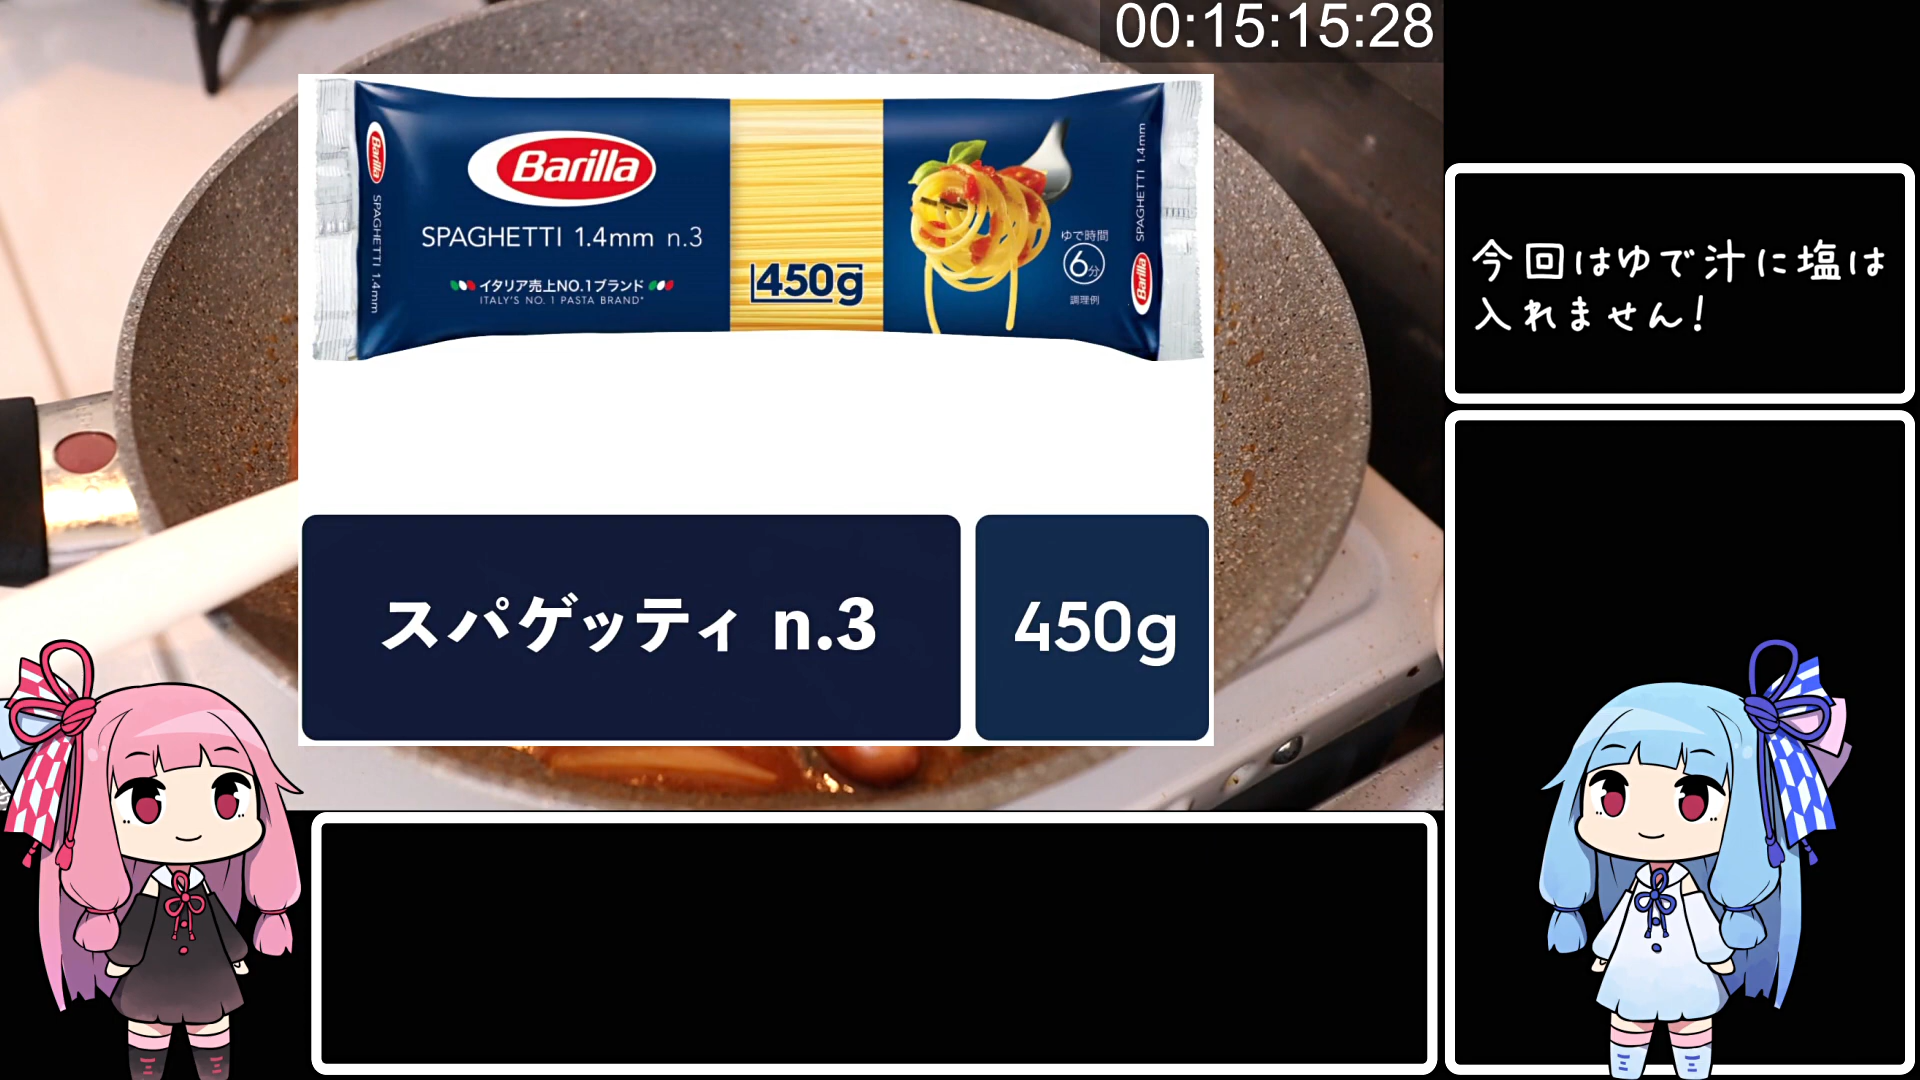 00:15:15:28
Barilla
SPAGHETTI 1.4mm
Barilla
SPAGHETTI 1.4mm n.3
イタリア売上NO.1ブランド
ITALY'S NO. 1 PASTA BRAND*
450g
ゆで時間
6分
調理例
SPAGHETTI 1.4mm
Barilla
今回はゆで汁に塩は
入れません!
スパゲッティ n.3
450g